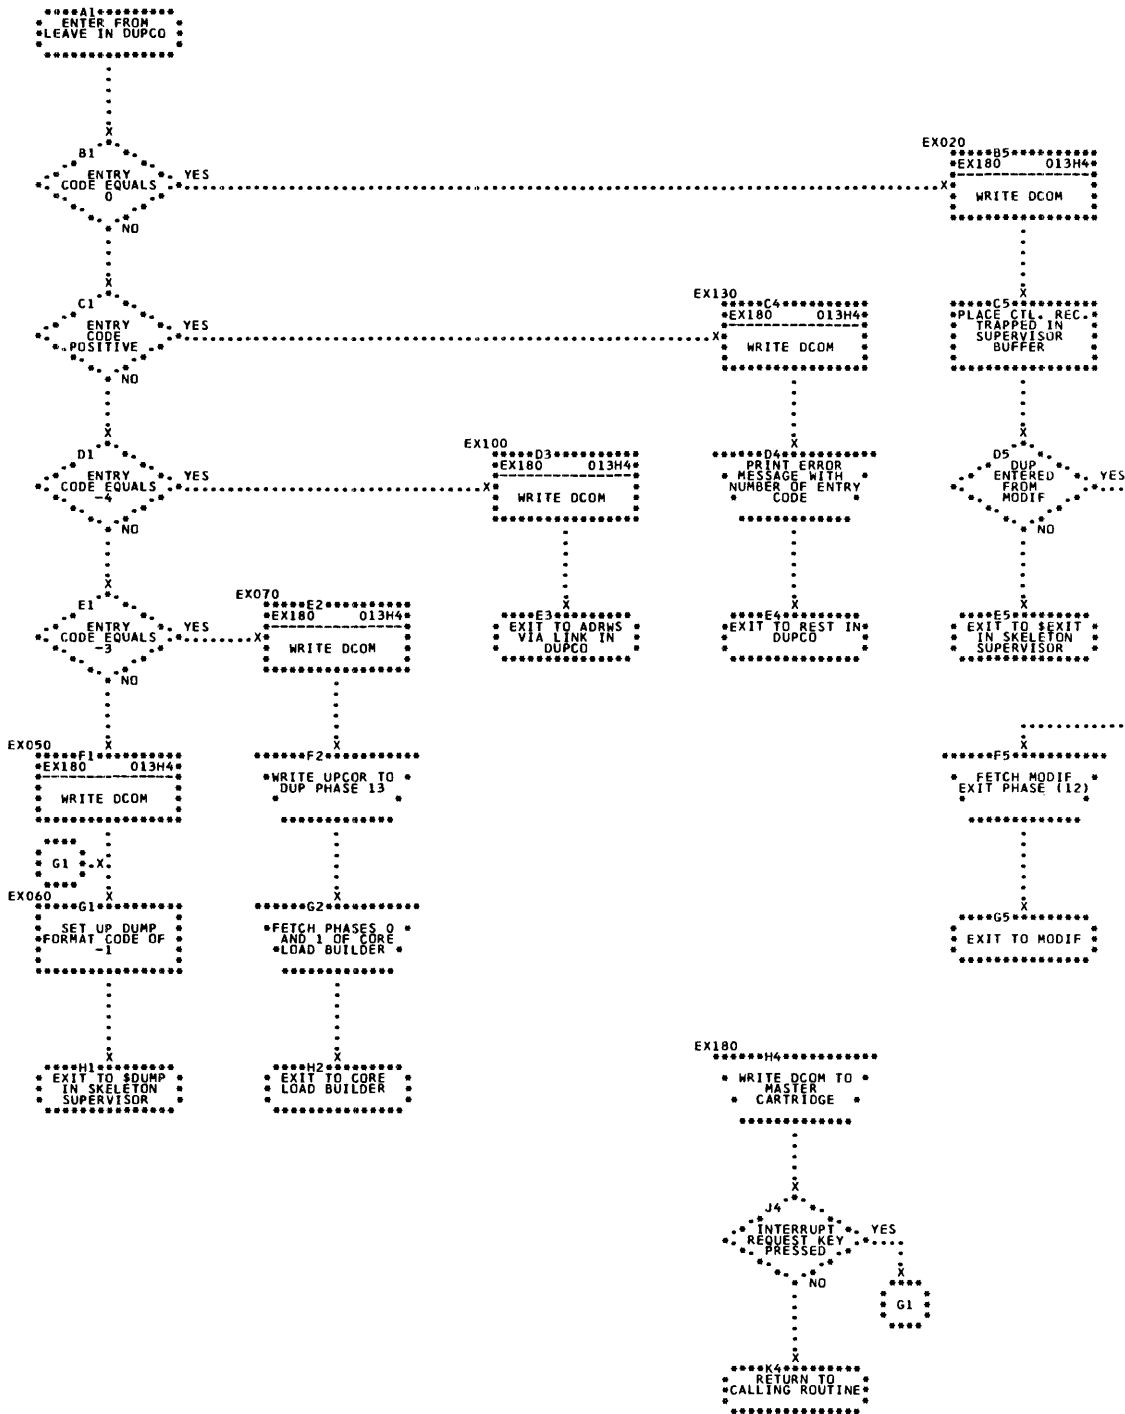 A1
ENTER FROM
LEAVE IN DUPCO
B1
ENTRY
CODE EQUALS
0
YES
NO
EX020
B5
EX180 013H4
WRITE DCOM
C1
ENTRY
CODE
POSITIVE
YES
NO
EX130
C4
EX180 013H4
WRITE DCOM
C5
PLACE CTL. REC.
TRAPPED IN
SUPERVISOR
BUFFER
D1
ENTRY
CODE EQUALS
-4
YES
NO
EX100
D3
EX180 013H4
WRITE DCOM
D4
PRINT ERROR
MESSAGE WITH
NUMBER OF ENTRY
CODE
D5
DUP
ENTERED
FROM
MODIF
YES
NO
E1
ENTRY
CODE EQUALS
-3
YES
NO
EX070
E2
EX180 013H4
WRITE DCOM
E3
EXIT TO ADRWS
VIA LINK IN
DUPCO
E4
EXIT TO REST IN
DUPCO
E5
EXIT TO $EXIT
IN SKELETON
SUPERVISOR
EX050
F1
EX180 013H4
WRITE DCOM
F2
WRITE UPCOR TO
DUP PHASE 13
F5
FETCH MODIF
EXIT PHASE (12)
G1
EX060
G1
SET UP DUMP
FORMAT CODE OF
-1
G2
FETCH PHASES 0
AND 1 OF CORE
LOAD BUILDER
G5
EXIT TO MODIF
H1
EXIT TO $DUMP
IN SKELETON
SUPERVISOR
H2
EXIT TO CORE
LOAD BUILDER
EX180
H4
WRITE DCOM TO
MASTER
CARTRIDGE
J4
INTERRUPT
REQUEST KEY
PRESSED
YES
NO
G1
K4
RETURN TO
CALLING ROUTINE